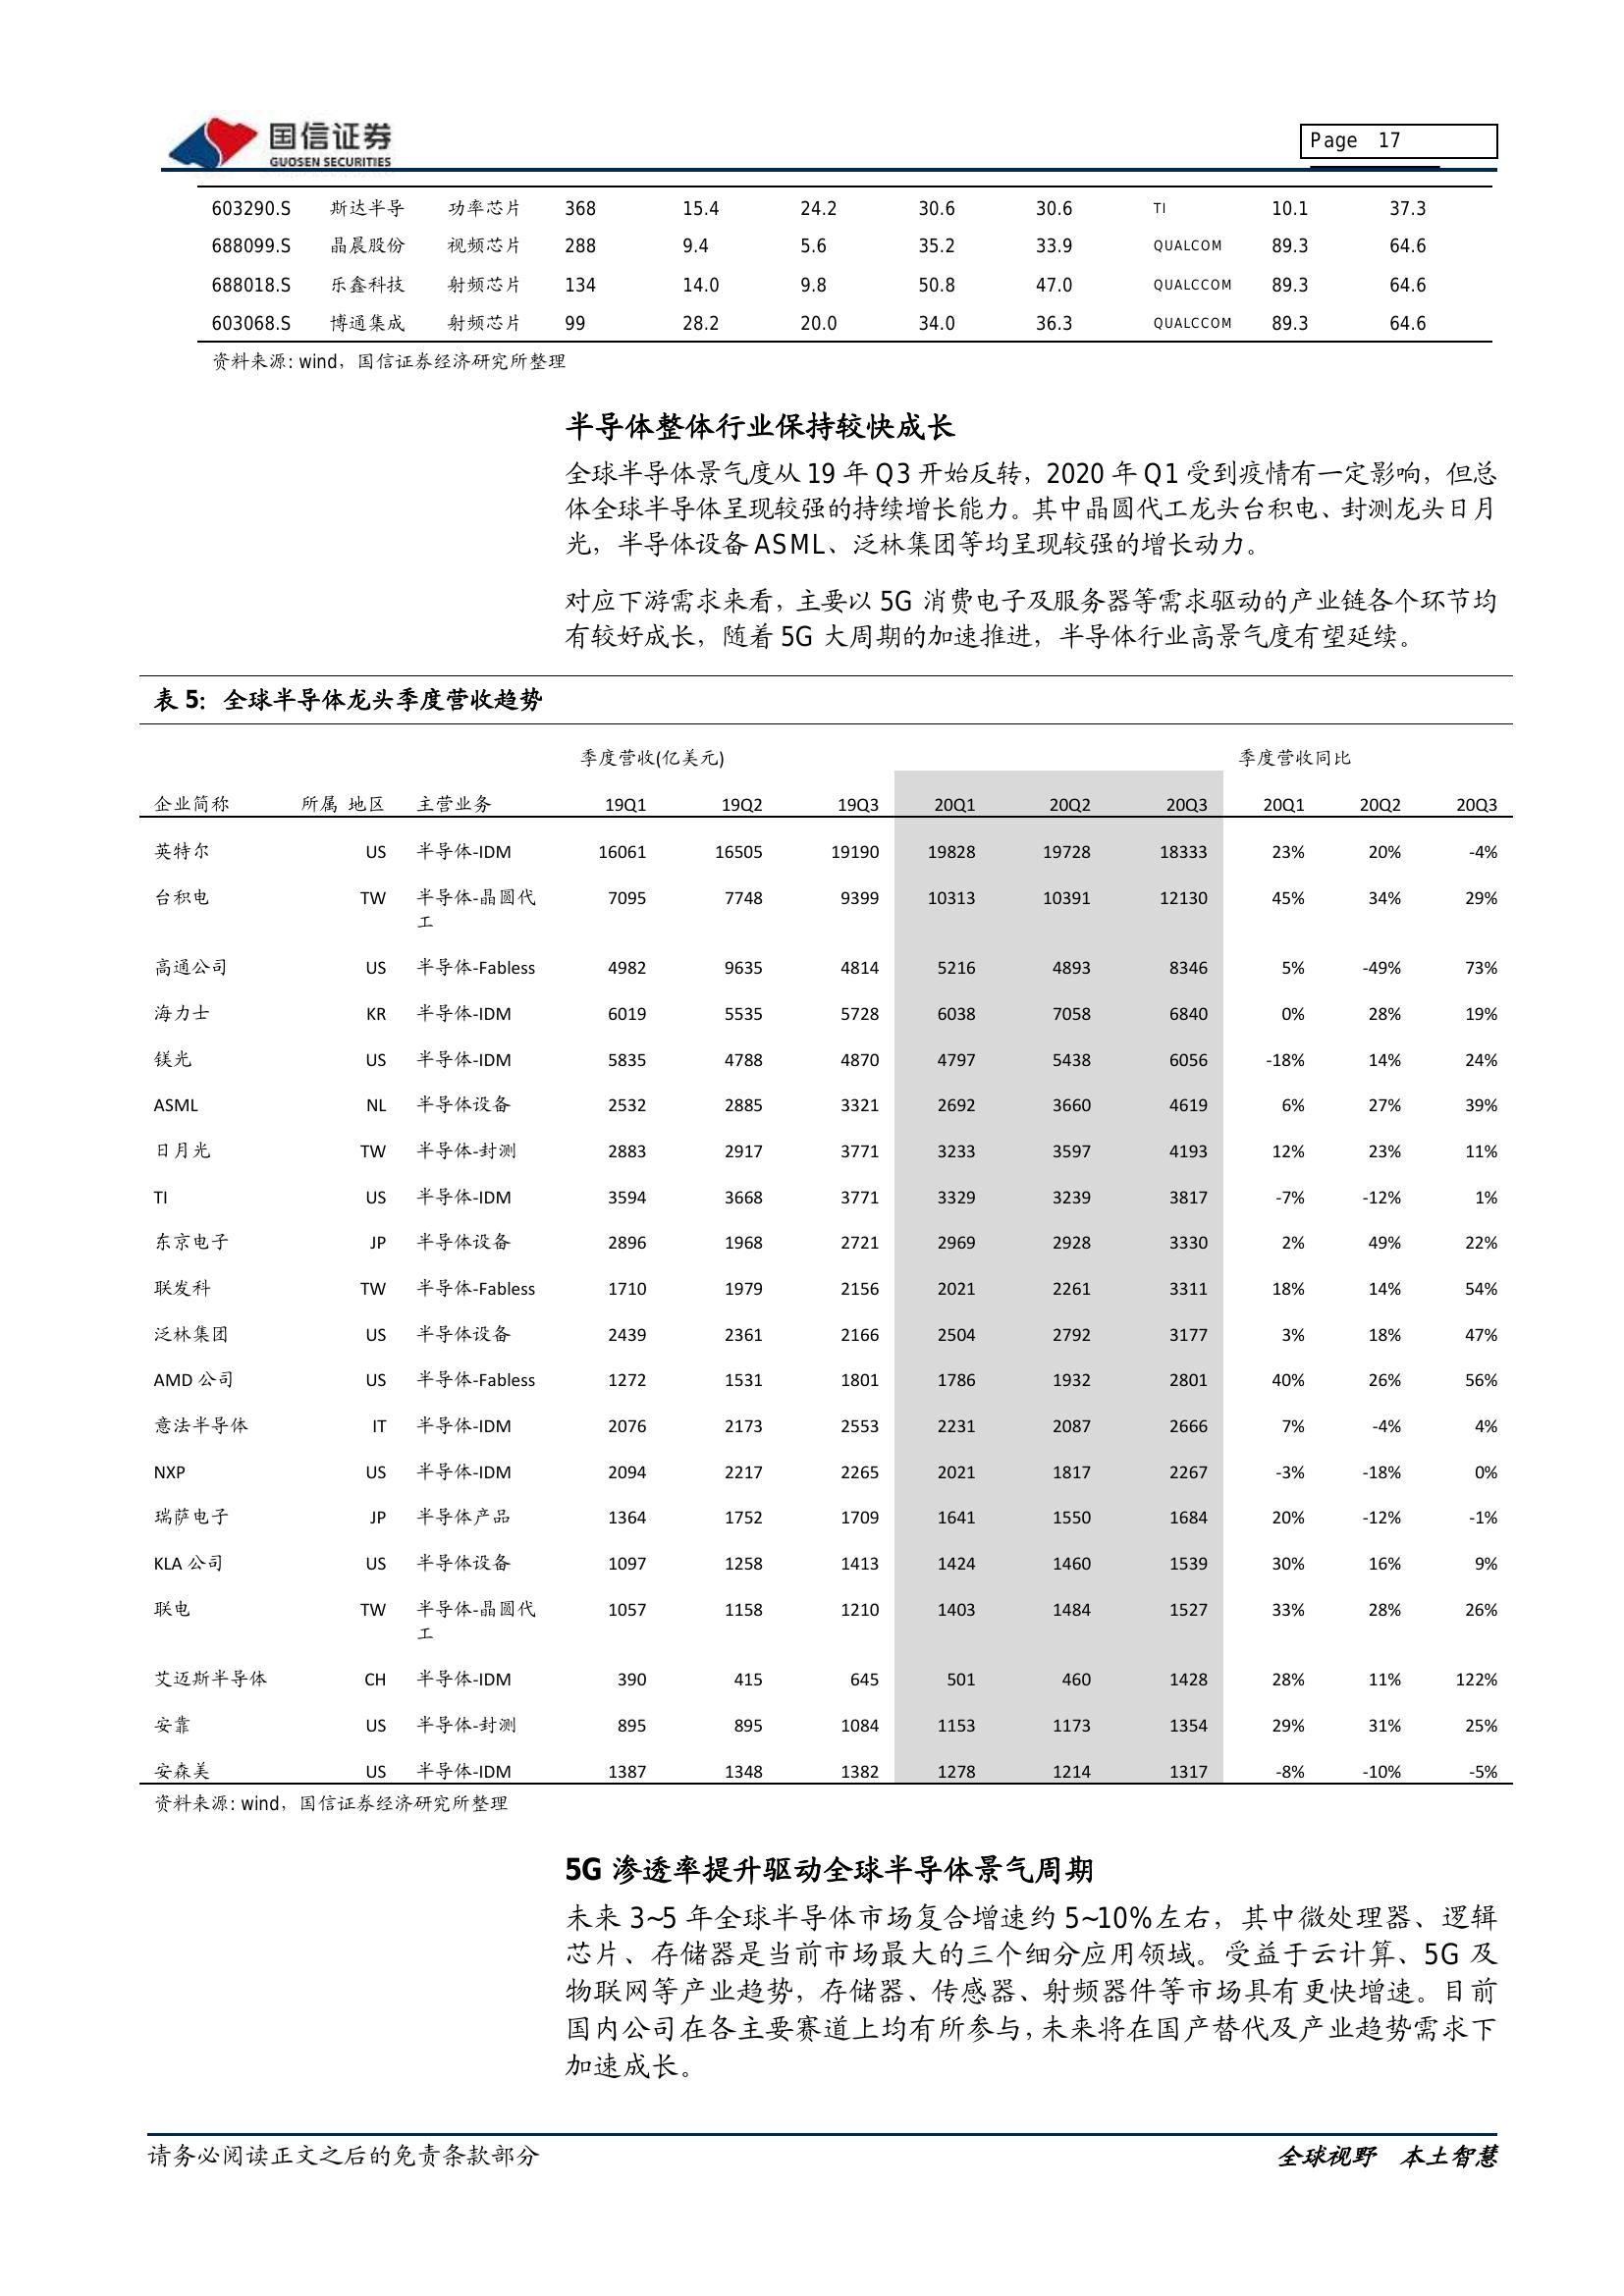 国信证券
GUOSEN SECURITIES
Page 17
603290.S 斯达半导 功率芯片 368 15.4 24.2 30.6 30.6 TI 10.1 37.3
688099.S 晶晨股份 视频芯片 288 9.4 5.6 35.2 33.9 QUALCOM 89.3 64.6
688018.S 乐鑫科技 射频芯片 134 14.0 9.8 50.8 47.0 QUALCCOM 89.3 64.6
603068.S 博通集成 射频芯片 99 28.2 20.0 34.0 36.3 QUALCCOM 89.3 64.6
资料来源: wind，国信证券经济研究所整理
半导体整体行业保持较快成长
全球半导体景气度从 19 年 Q3 开始反转，2020 年 Q1 受到疫情有一定影响，但总
体全球半导体呈现较强的持续增长能力。其中晶圆代工龙头台积电、封测龙头日月
光，半导体设备 ASML、泛林集团等均呈现较强的增长动力。
对应下游需求来看，主要以 5G 消费电子及服务器等需求驱动的产业链各个环节均
有较好成长，随着 5G 大周期的加速推进，半导体行业高景气度有望延续。
表 5：全球半导体龙头季度营收趋势
季度营收(亿美元) 季度营收同比
企业简称 所属 地区 主营业务 19Q1 19Q2 19Q3 20Q1 20Q2 20Q3 20Q1 20Q2 20Q3
英特尔 US 半导体-IDM 16061 16505 19190 19828 19728 18333 23% 20% -4%
台积电 TW 半导体-晶圆代 7095 7748 9399 10313 10391 12130 45% 34% 29%
工
高通公司 US 半导体-Fabless 4982 9635 4814 5216 4893 8346 5% -49% 73%
海力士 KR 半导体-IDM 6019 5535 5728 6038 7058 6840 0% 28% 19%
镁光 US 半导体-IDM 5835 4788 4870 4797 5438 6056 -18% 14% 24%
ASML NL 半导体设备 2532 2885 3321 2692 3660 4619 6% 27% 39%
日月光 TW 半导体-封测 2883 2917 3771 3233 3597 4193 12% 23% 11%
TI US 半导体-IDM 3594 3668 3771 3329 3239 3817 -7% -12% 1%
东京电子 JP 半导体设备 2896 1968 2721 2969 2928 3330 2% 49% 22%
联发科 TW 半导体-Fabless 1710 1979 2156 2021 2261 3311 18% 14% 54%
泛林集团 US 半导体设备 2439 2361 2166 2504 2792 3177 3% 18% 47%
AMD 公司 US 半导体-Fabless 1272 1531 1801 1786 1932 2801 40% 26% 56%
意法半导体 IT 半导体-IDM 2076 2173 2553 2231 2087 2666 7% -4% 4%
NXP US 半导体-IDM 2094 2217 2265 2021 1817 2267 -3% -18% 0%
瑞萨电子 JP 半导体产品 1364 1752 1709 1641 1550 1684 20% -12% -1%
KLA 公司 US 半导体设备 1097 1258 1413 1424 1460 1539 30% 16% 9%
联电 TW 半导体-晶圆代 1057 1158 1210 1403 1484 1527 33% 28% 26%
工
艾迈斯半导体 CH 半导体-IDM 390 415 645 501 460 1428 28% 11% 122%
安靠 US 半导体-封测 895 895 1084 1153 1173 1354 29% 31% 25%
安森美 US 半导体-IDM 1387 1348 1382 1278 1214 1317 -8% -10% -5%
资料来源: wind，国信证券经济研究所整理
5G 渗透率提升驱动全球半导体景气周期
未来 3~5 年全球半导体市场复合增速约 5~10%左右，其中微处理器、逻辑
芯片、存储器是当前市场最大的三个细分应用领域。受益于云计算、5G 及
物联网等产业趋势，存储器、传感器、射频器件等市场具有更快增速。目前
国内公司在各主要赛道上均有所参与，未来将在国产替代及产业趋势需求下
加速成长。
请务必阅读正文之后的免责条款部分 全球视野 本土智慧